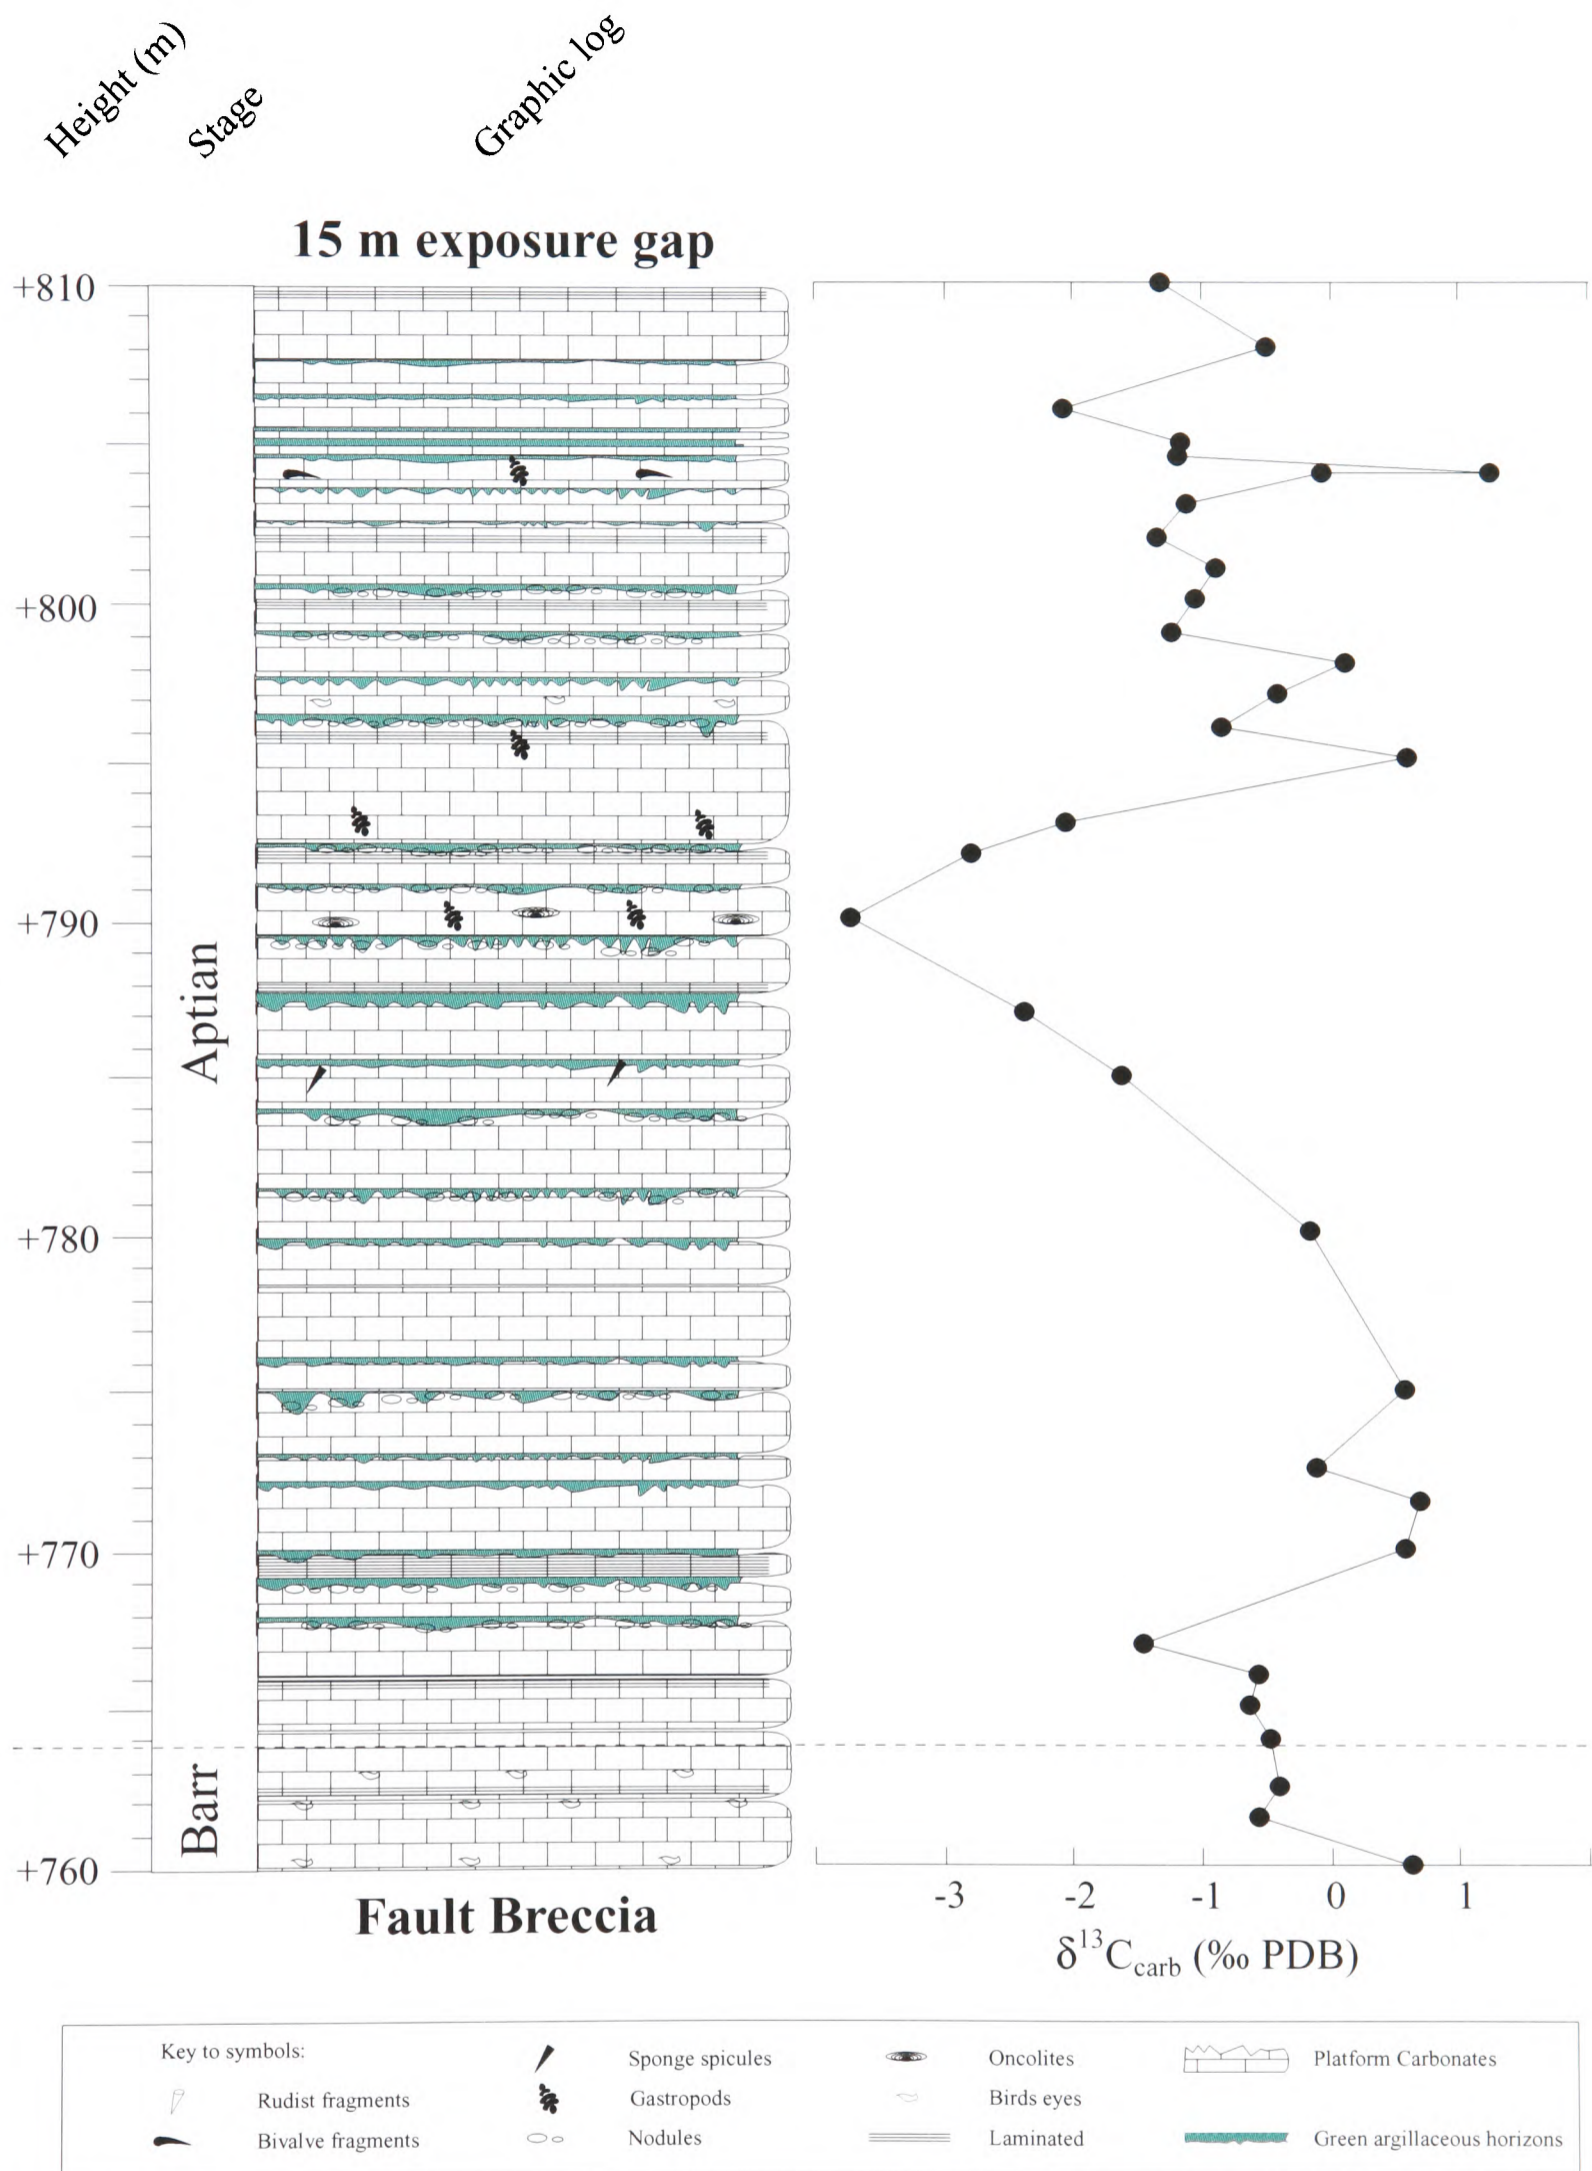 Height (m)
Stage
Graphic log
15 m exposure gap
+810
+800
+790
+780
+770
+760
Aptian
Barr
Fault Breccia
-3 -2 -1 0 1
δ¹³C_carb (‰ PDB)
Key to symbols:
Rudist fragments
Bivalve fragments
Sponge spicules
Gastropods
Nodules
Oncolites
Birds eyes
Laminated
Platform Carbonates
Green argillaceous horizons